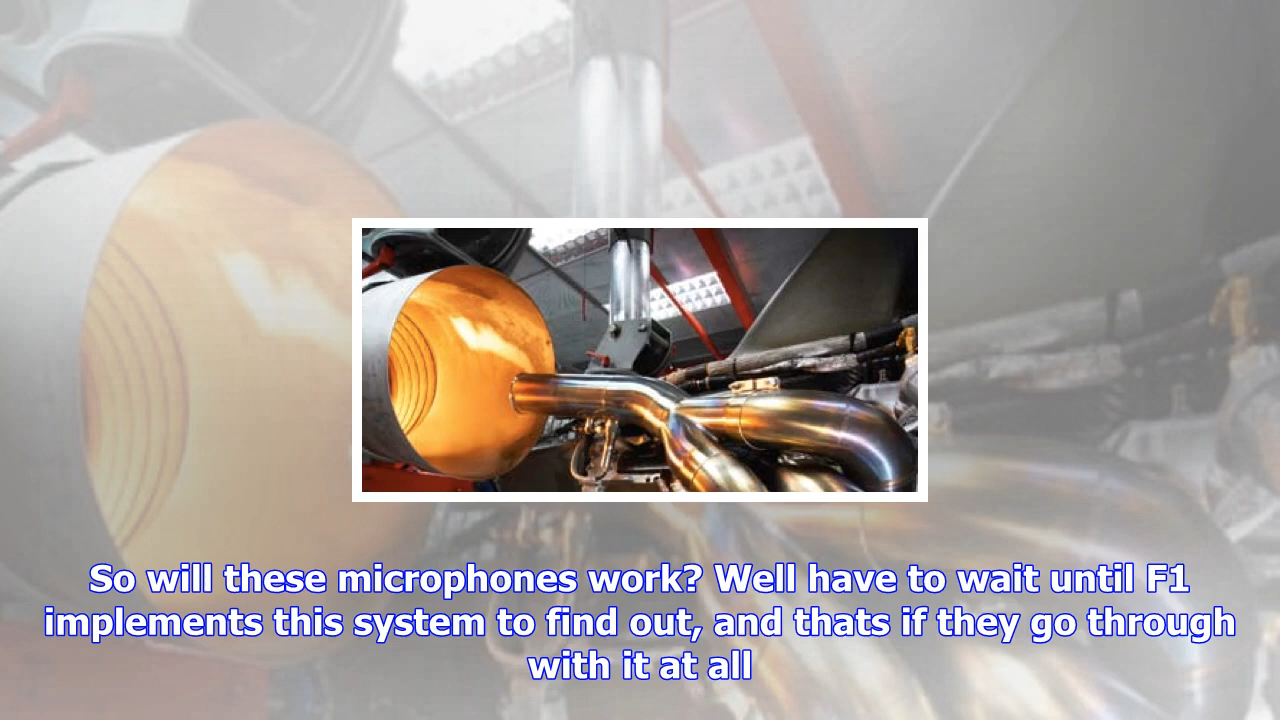 So will these microphones work? Well have to wait until F1
implements this system to find out, and thats if they go through
with it at all